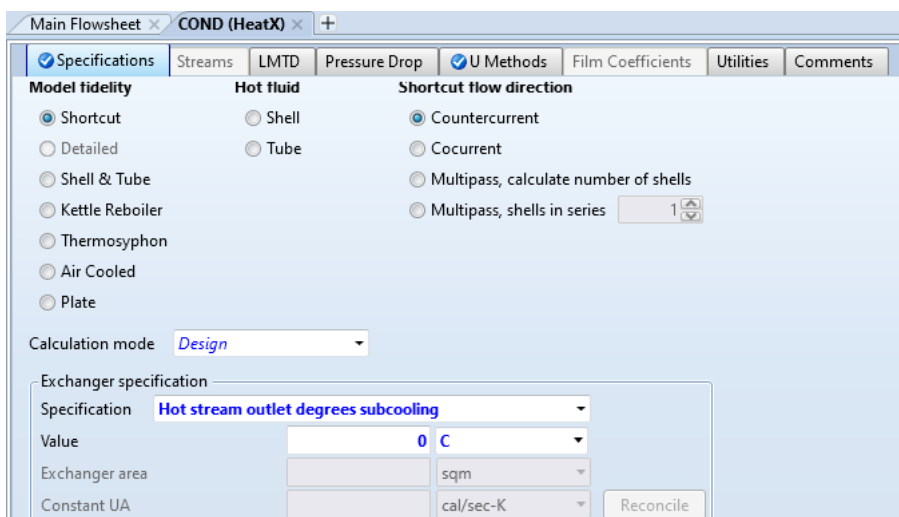 Main Flowsheet × COND (HeatX) × +
Specifications Streams LMTD Pressure Drop U Methods Film Coefficients Utilities Comments
Model fidelity Hot fluid Shortcut flow direction
Shortcut Shell Countercurrent
Detailed Tube Cocurrent
Shell & Tube Multipass, calculate number of shells
Kettle Reboiler Multipass, shells in series 1
Thermosyphon
Air Cooled
Plate
Calculation mode Design
Exchanger specification
Specification Hot stream outlet degrees subcooling
Value 0 C
Exchanger area sqm
Constant UA cal/sec-K Reconcile